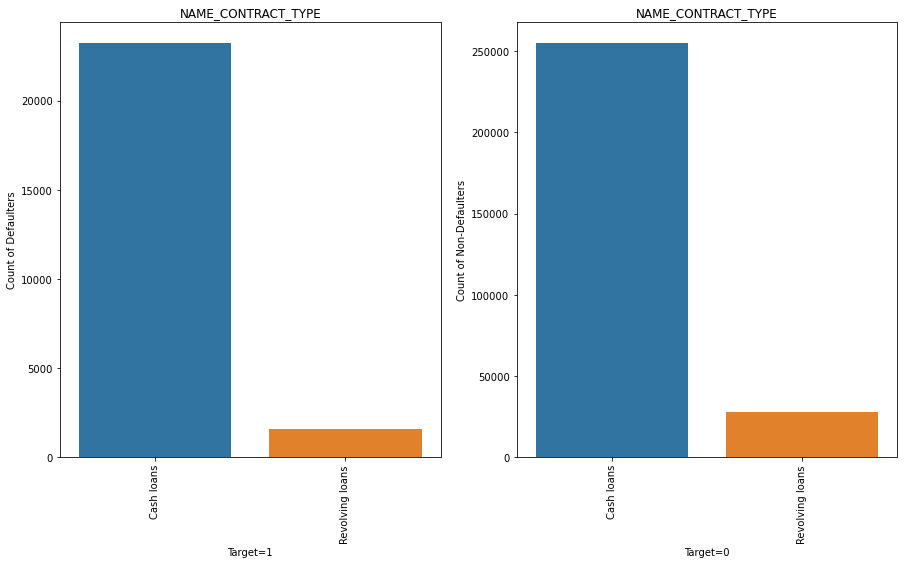 NAME_CONTRACT_TYPE
Count of Defaulters
20000
15000
10000
5000
0
Cash loans
Revolving loans
Target=1
NAME_CONTRACT_TYPE
Count of Non-Defaulters
250000
200000
150000
100000
50000
0
Cash loans
Revolving loans
Target=0